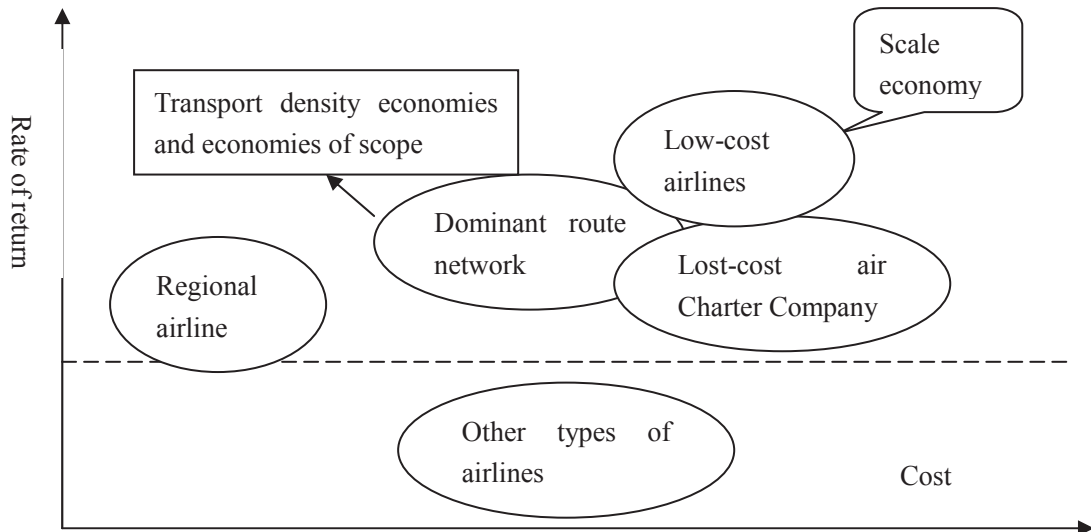 Scale
economy
Transport density economies
and economies of scope
Low-cost
airlines
Rate of return
Dominant route
network
Lost-cost air
Charter Company
Regional
airline
Other types of
airlines
Cost